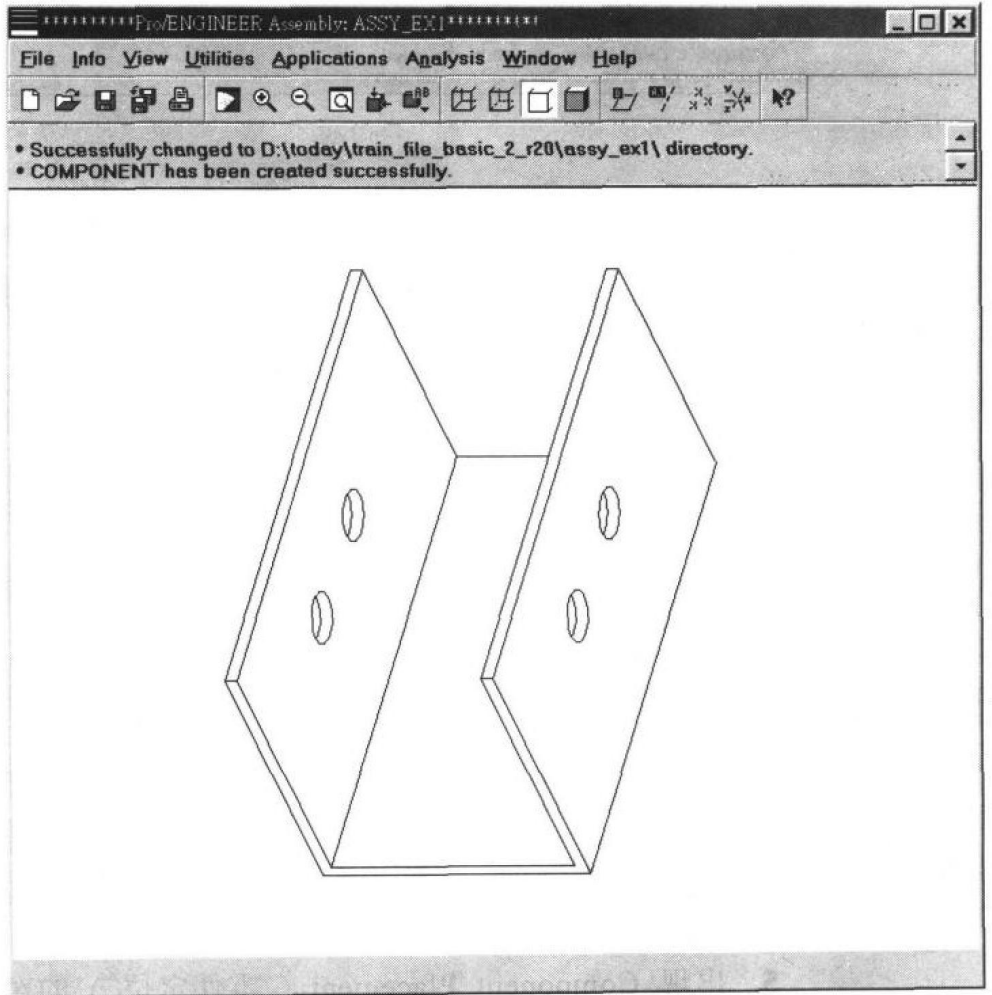 Pro/ENGINEER Assembly: ASSY_EX1
File Info View Utilities Applications Analysis Window Help
• Successfully changed to D:\today\train_file_basic_2_r20\assy_ex1\ directory.
• COMPONENT has been created successfully.